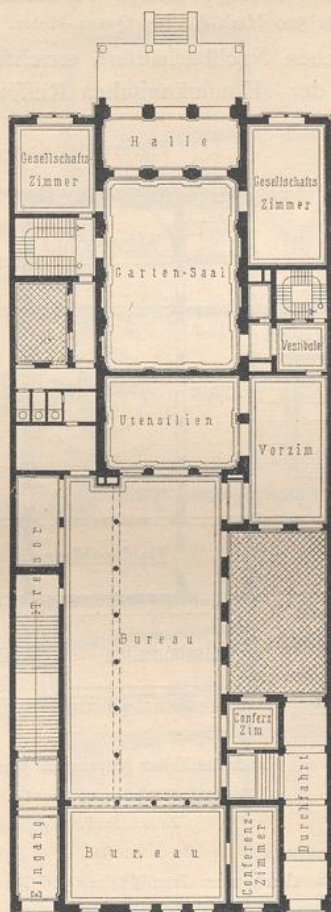 Halle
Gesellschafts-
Zimmer
Gesellschafts
Zimmer
Garten-Saal
Vestibule
Utensilien
Vorzim
Tresor
Bureau
Conferz
Zim
Durchfahrt
Eingang
Bureau
Conferenz-
Zimmer